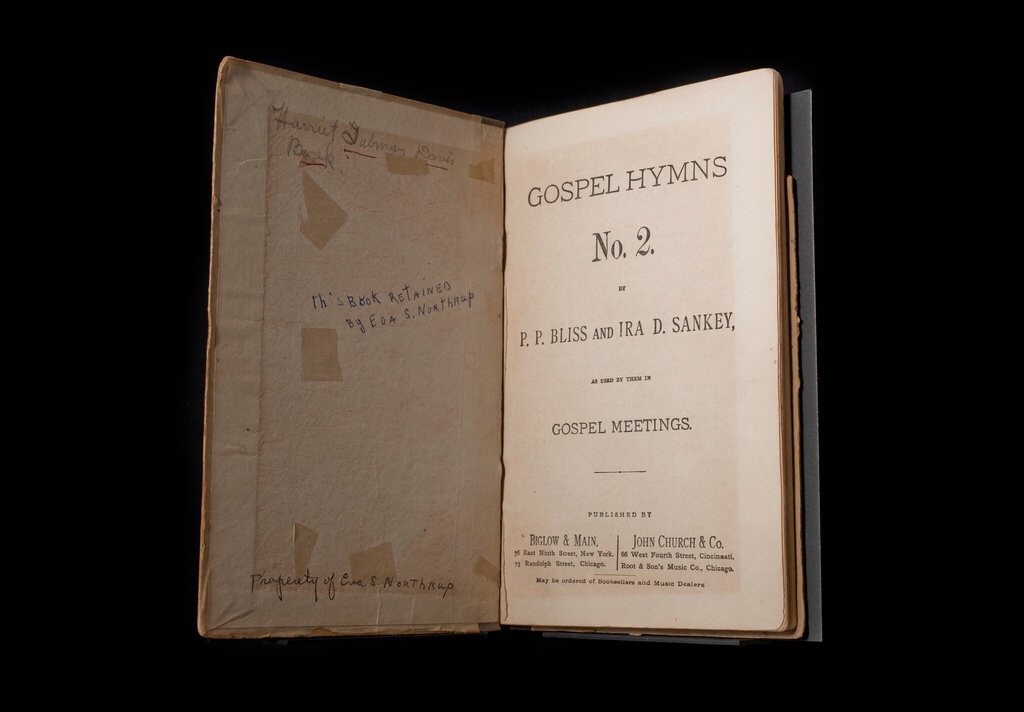 Harriet Tubman Davis
Book
this Book RETAINED
By EVA S. NORTHRUP
Property of Eva S. NORTHRUP
GOSPEL HYMNS
No. 2.
BY
P. P. BLISS AND IRA D. SANKEY,
AS USED BY THEM IN
GOSPEL MEETINGS.
PUBLISHED BY
BIGLOW & MAIN,
76 East Ninth Street, New York.
73 Randolph Street, Chicago.
JOHN CHURCH & Co.
66 West Fourth Street, Cincinnati.
Root & Son's Music Co., Chicago.
May be ordered of Booksellers and Music Dealers